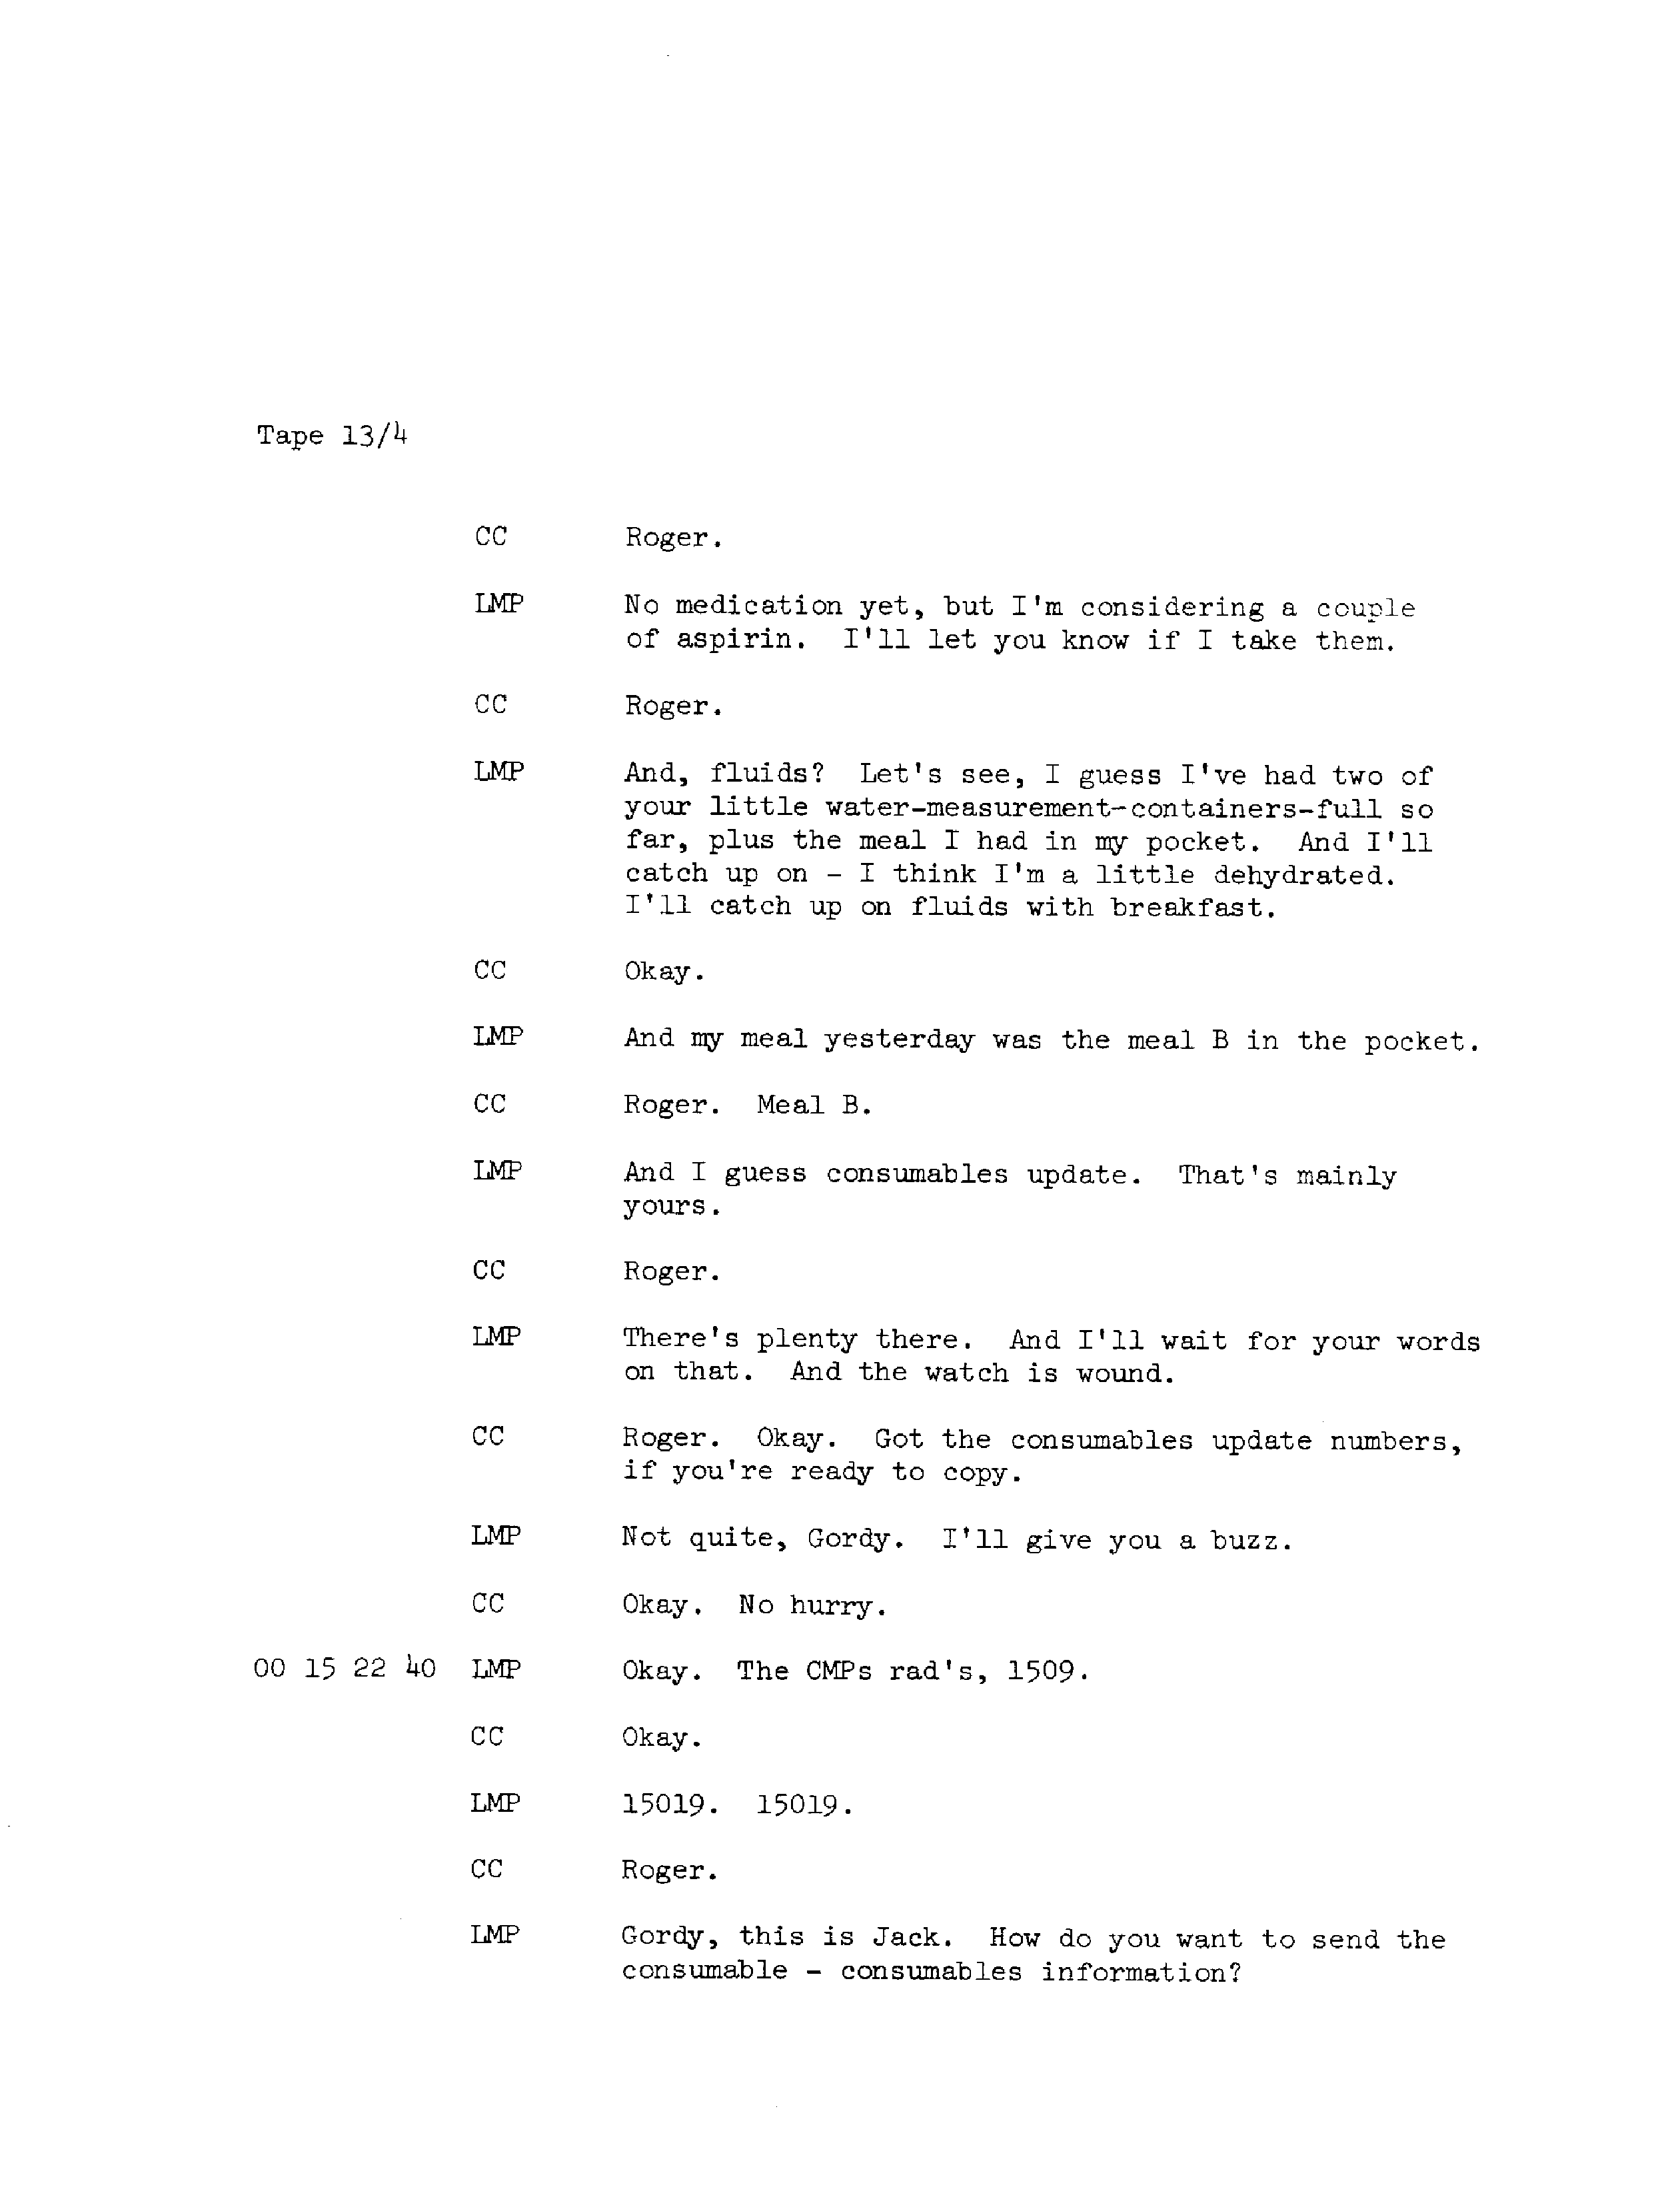 Tape 13/4
CC Roger.
LMP No medication yet, but I'm considering a couple
of aspirin. I'll let you know if I take them.
CC Roger.
LMP And, fluids? Let's see, I guess I've had two of
your little water-measurement-containers-full so
far, plus the meal I had in my pocket. And I'll
catch up on - I think I'm a little dehydrated.
I'll catch up on fluids with breakfast.
CC Okay.
LMP And my meal yesterday was the meal B in the pocket.
CC Roger. Meal B.
LMP And I guess consumables update. That's mainly
yours.
CC Roger.
LMP There's plenty there. And I'll wait for your words
on that. And the watch is wound.
CC Roger. Okay. Got the consumables update numbers,
if you're ready to copy.
LMP Not quite, Gordy. I'll give you a buzz.
CC Okay. No hurry.
00 15 22 40 LMP Okay. The CMPs rad's, 1509.
CC Okay.
LMP 15019. 15019.
CC Roger.
LMP Gordy, this is Jack. How do you want to send the
consumable - consumables information?